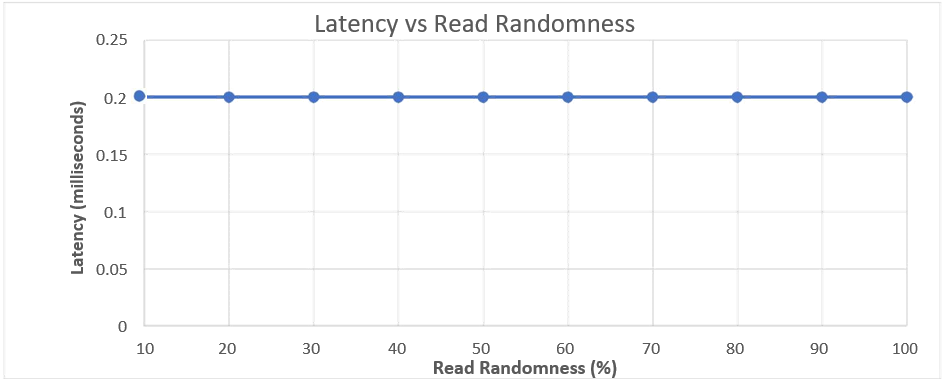 Latency vs Read Randomness
0.25
0.2
0.15
0.1
0.05
0
Latency (milliseconds)
10 20 30 40 50 60 70 80 90 100
Read Randomness (%)